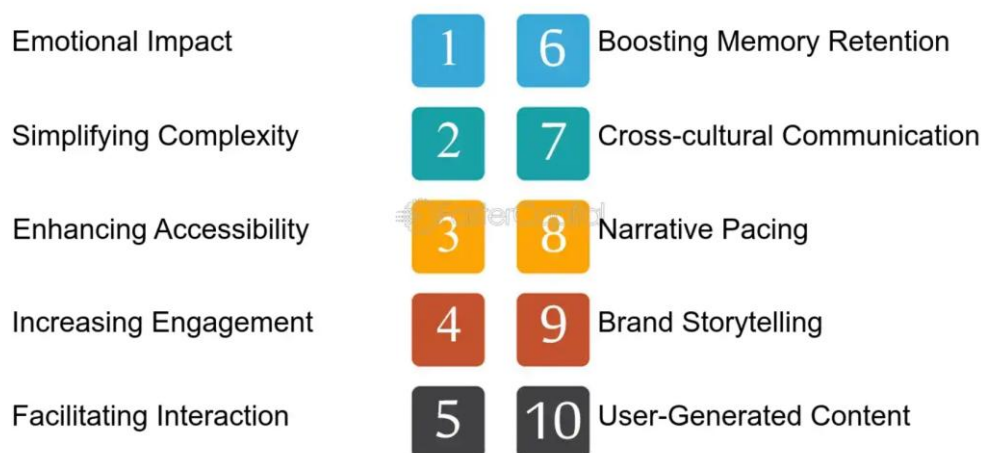 Emotional Impact 1
6 Boosting Memory Retention
Simplifying Complexity 2
7 Cross-cultural Communication
Enhancing Accessibility 3
8 Narrative Pacing
Increasing Engagement 4
9 Brand Storytelling
Facilitating Interaction 5
10 User-Generated Content